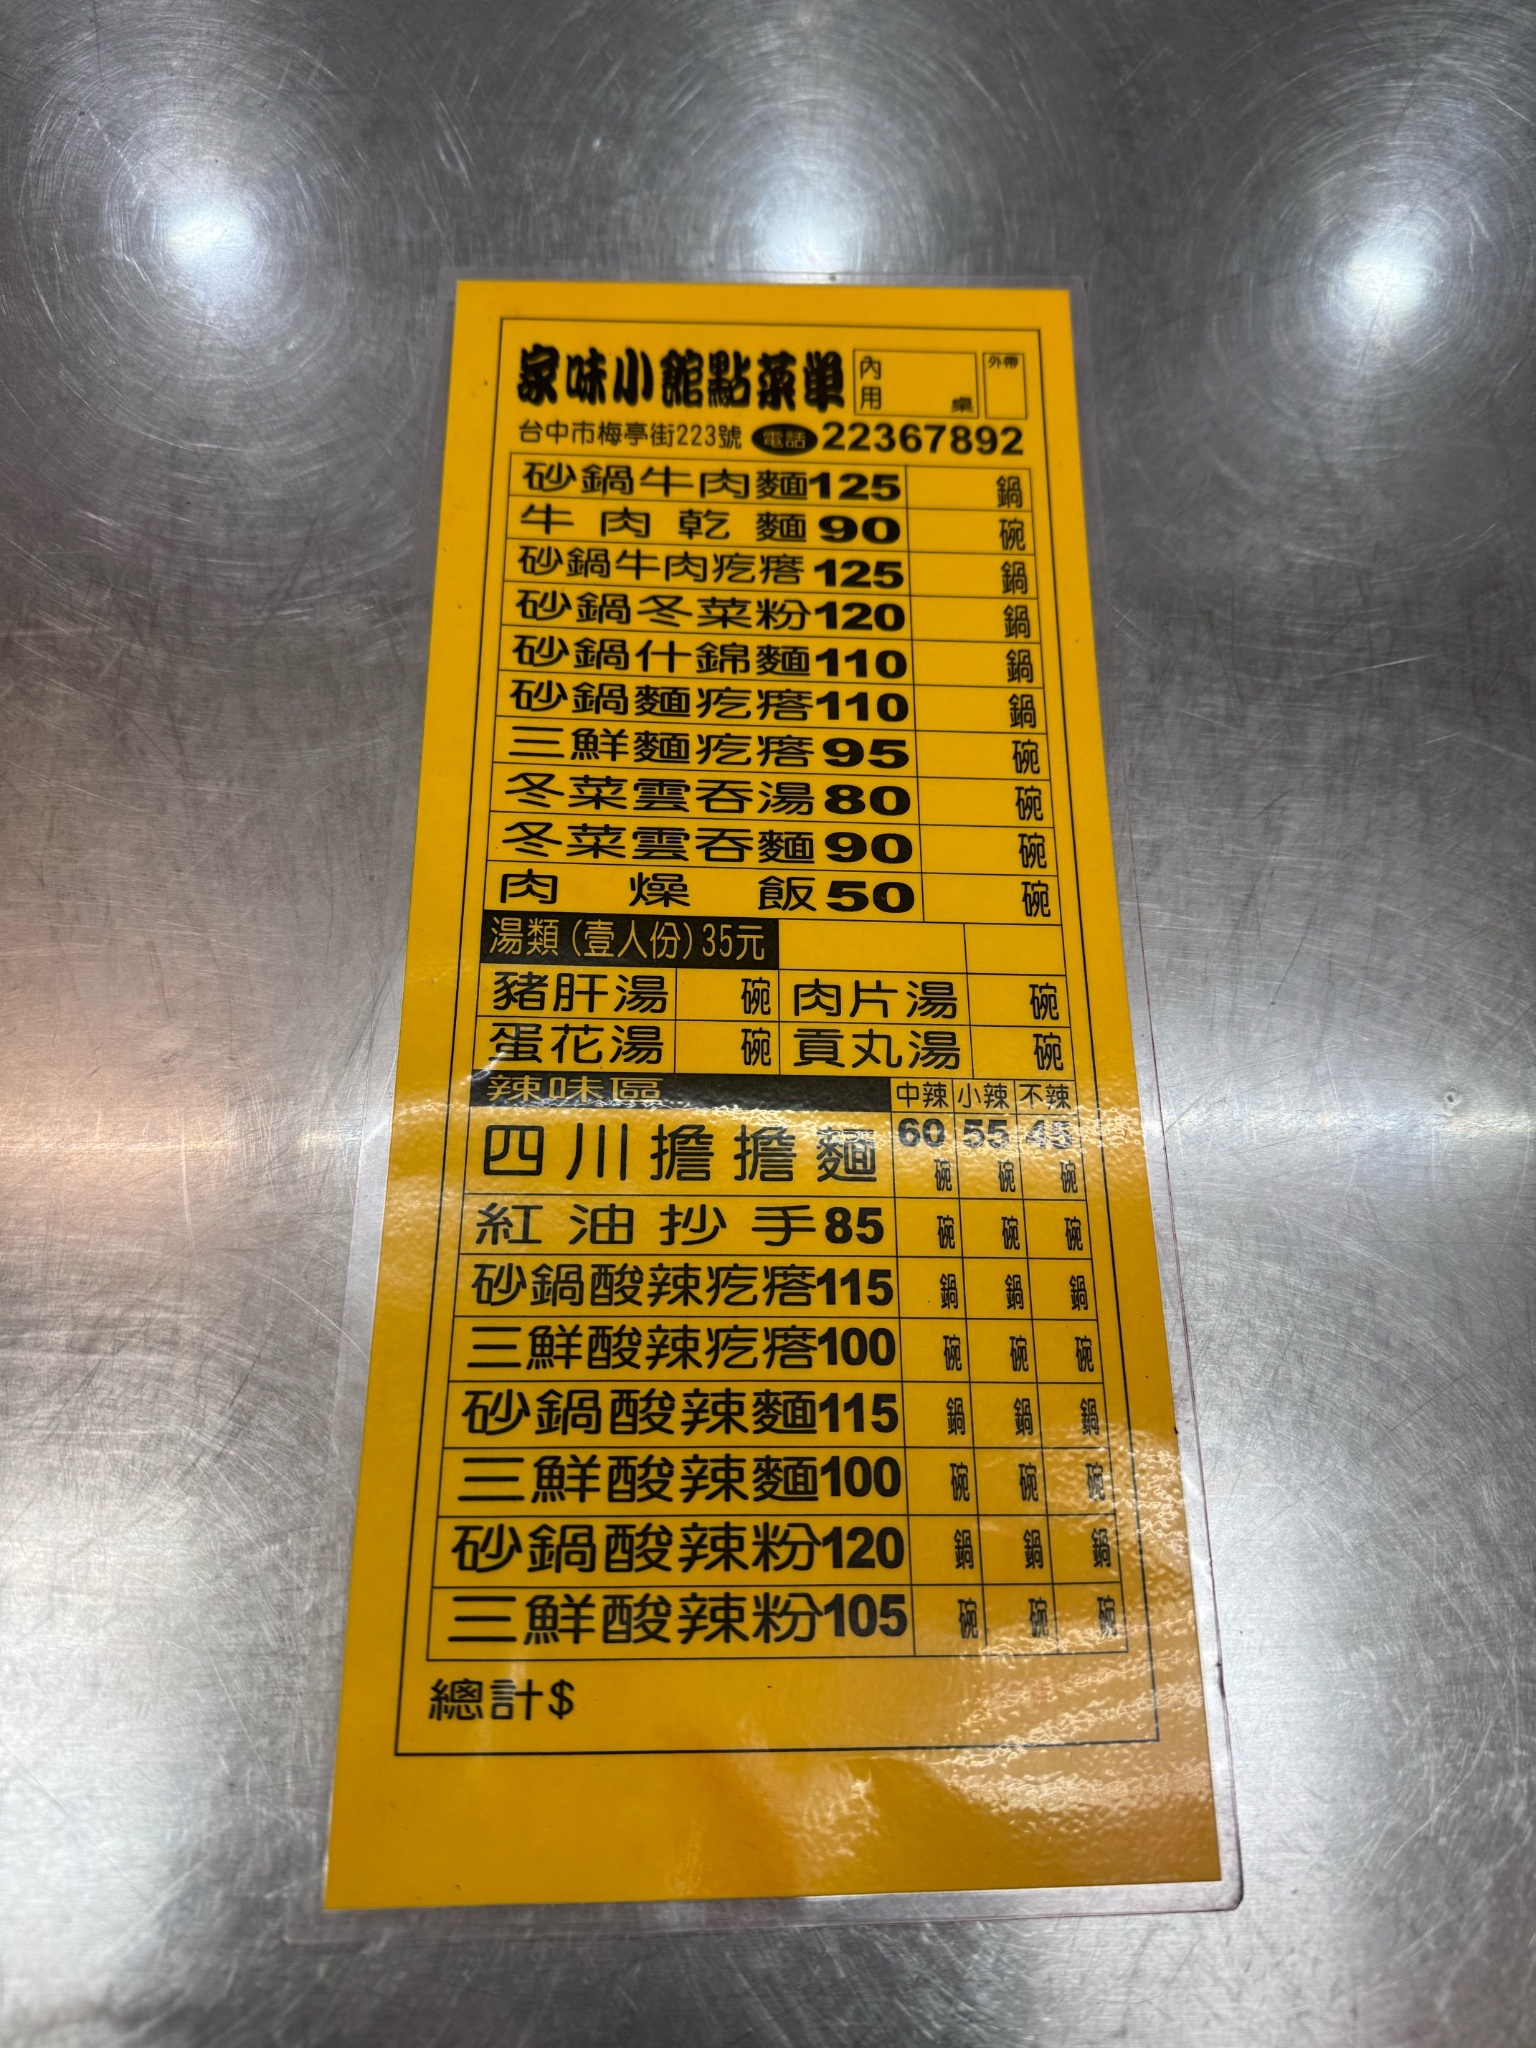 家味小館點菜單 內用 桌 外帶
台中市梅亭街223號 電話 22367892
砂鍋牛肉麵125 鍋
牛肉乾麵90 碗
砂鍋牛肉疙瘩125 鍋
砂鍋冬菜粉120 鍋
砂鍋什錦麵110 鍋
砂鍋麵疙瘩110 鍋
三鮮麵疙瘩95 碗
冬菜雲吞湯80 碗
冬菜雲吞麵90 碗
肉燥飯50 碗
湯類(壹人份)35元
豬肝湯 碗 肉片湯 碗
蛋花湯 碗 貢丸湯 碗
辣味區 中辣 小辣 不辣
四川擔擔麵 60碗 55碗 45碗
紅油抄手85 碗 碗 碗
砂鍋酸辣疙瘩115 鍋 鍋 鍋
三鮮酸辣疙瘩100 碗 碗 碗
砂鍋酸辣麵115 鍋 鍋 鍋
三鮮酸辣麵100 碗 碗 碗
砂鍋酸辣粉120 鍋 鍋 鍋
三鮮酸辣粉105 碗 碗 碗
總計$